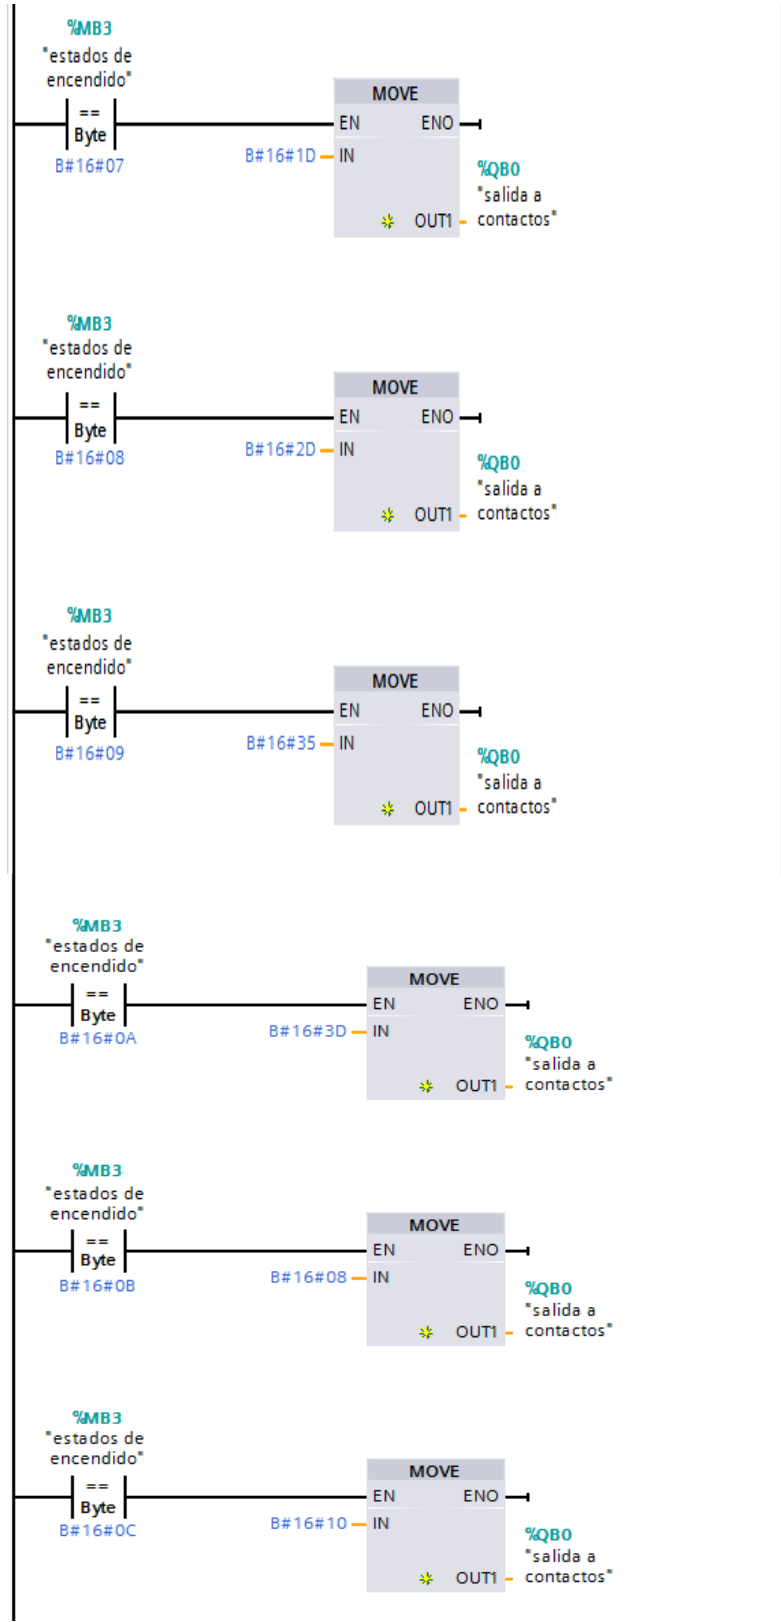 %MB3
"estados de
encendido"
==
Byte
B#16#07
MOVE
EN ENO
B#16#1D IN
%QB0
"salida a
OUT1 contactos"
%MB3
"estados de
encendido"
==
Byte
B#16#08
MOVE
EN ENO
B#16#2D IN
%QB0
"salida a
OUT1 contactos"
%MB3
"estados de
encendido"
==
Byte
B#16#09
MOVE
EN ENO
B#16#35 IN
%QB0
"salida a
OUT1 contactos"
%MB3
"estados de
encendido"
==
Byte
B#16#0A
MOVE
EN ENO
B#16#3D IN
%QB0
"salida a
OUT1 contactos"
%MB3
"estados de
encendido"
==
Byte
B#16#0B
MOVE
EN ENO
B#16#08 IN
%QB0
"salida a
OUT1 contactos"
%MB3
"estados de
encendido"
==
Byte
B#16#0C
MOVE
EN ENO
B#16#10 IN
%QB0
"salida a
OUT1 contactos"